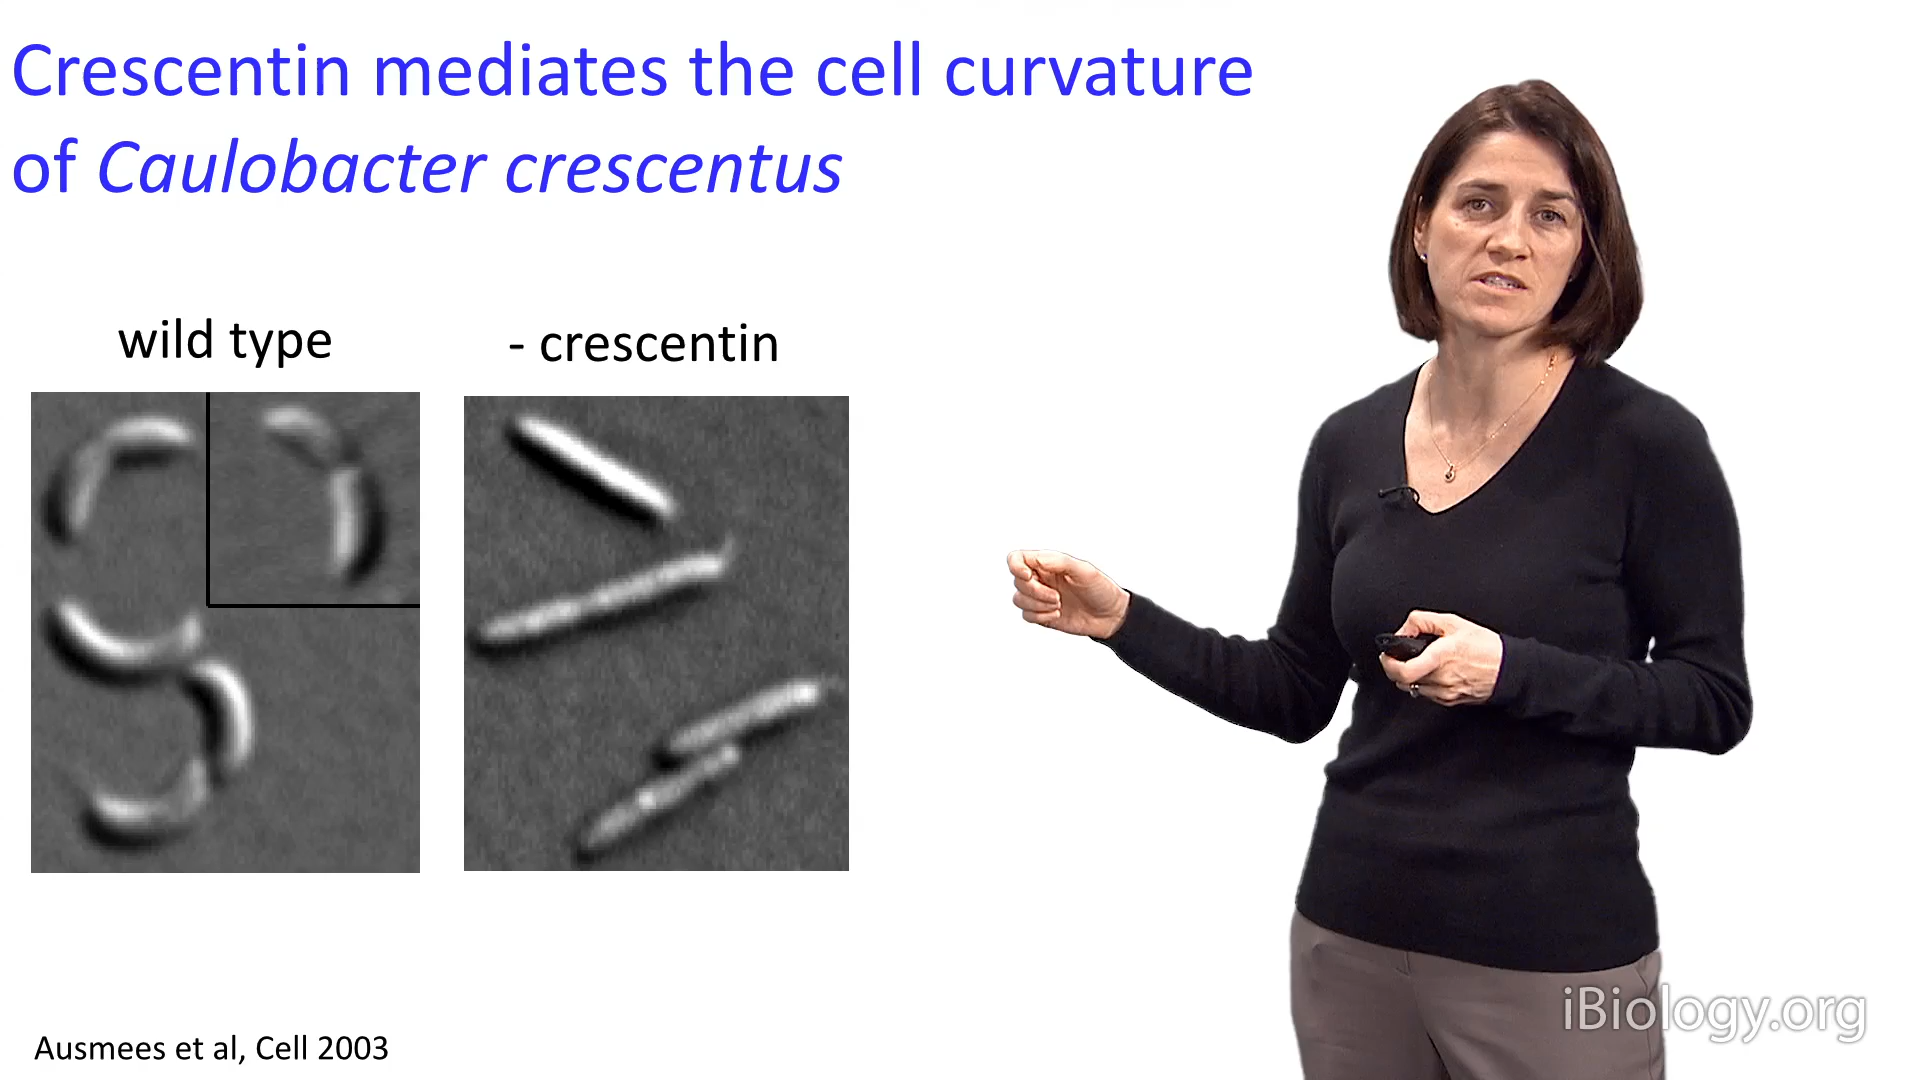 Crescentin mediates the cell curvature
of Caulobacter crescentus
wild type
- crescentin
Ausmees et al, Cell 2003
iBiology.org